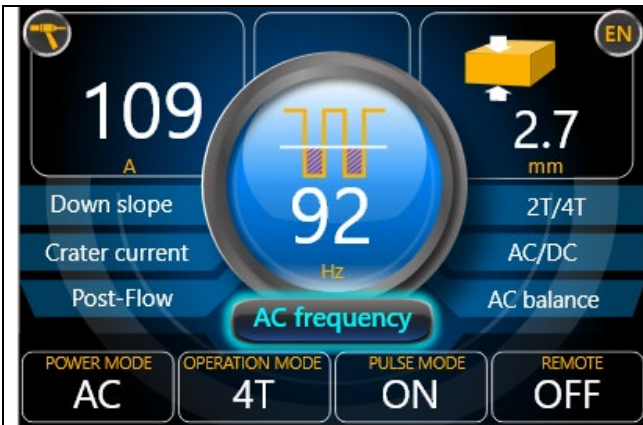 EN
109
A
2.7
mm
92
Hz
Down slope
2T/4T
Crater current
AC/DC
Post-Flow
AC balance
AC frequency
POWER MODE
AC
OPERATION MODE
4T
PULSE MODE
ON
REMOTE
OFF